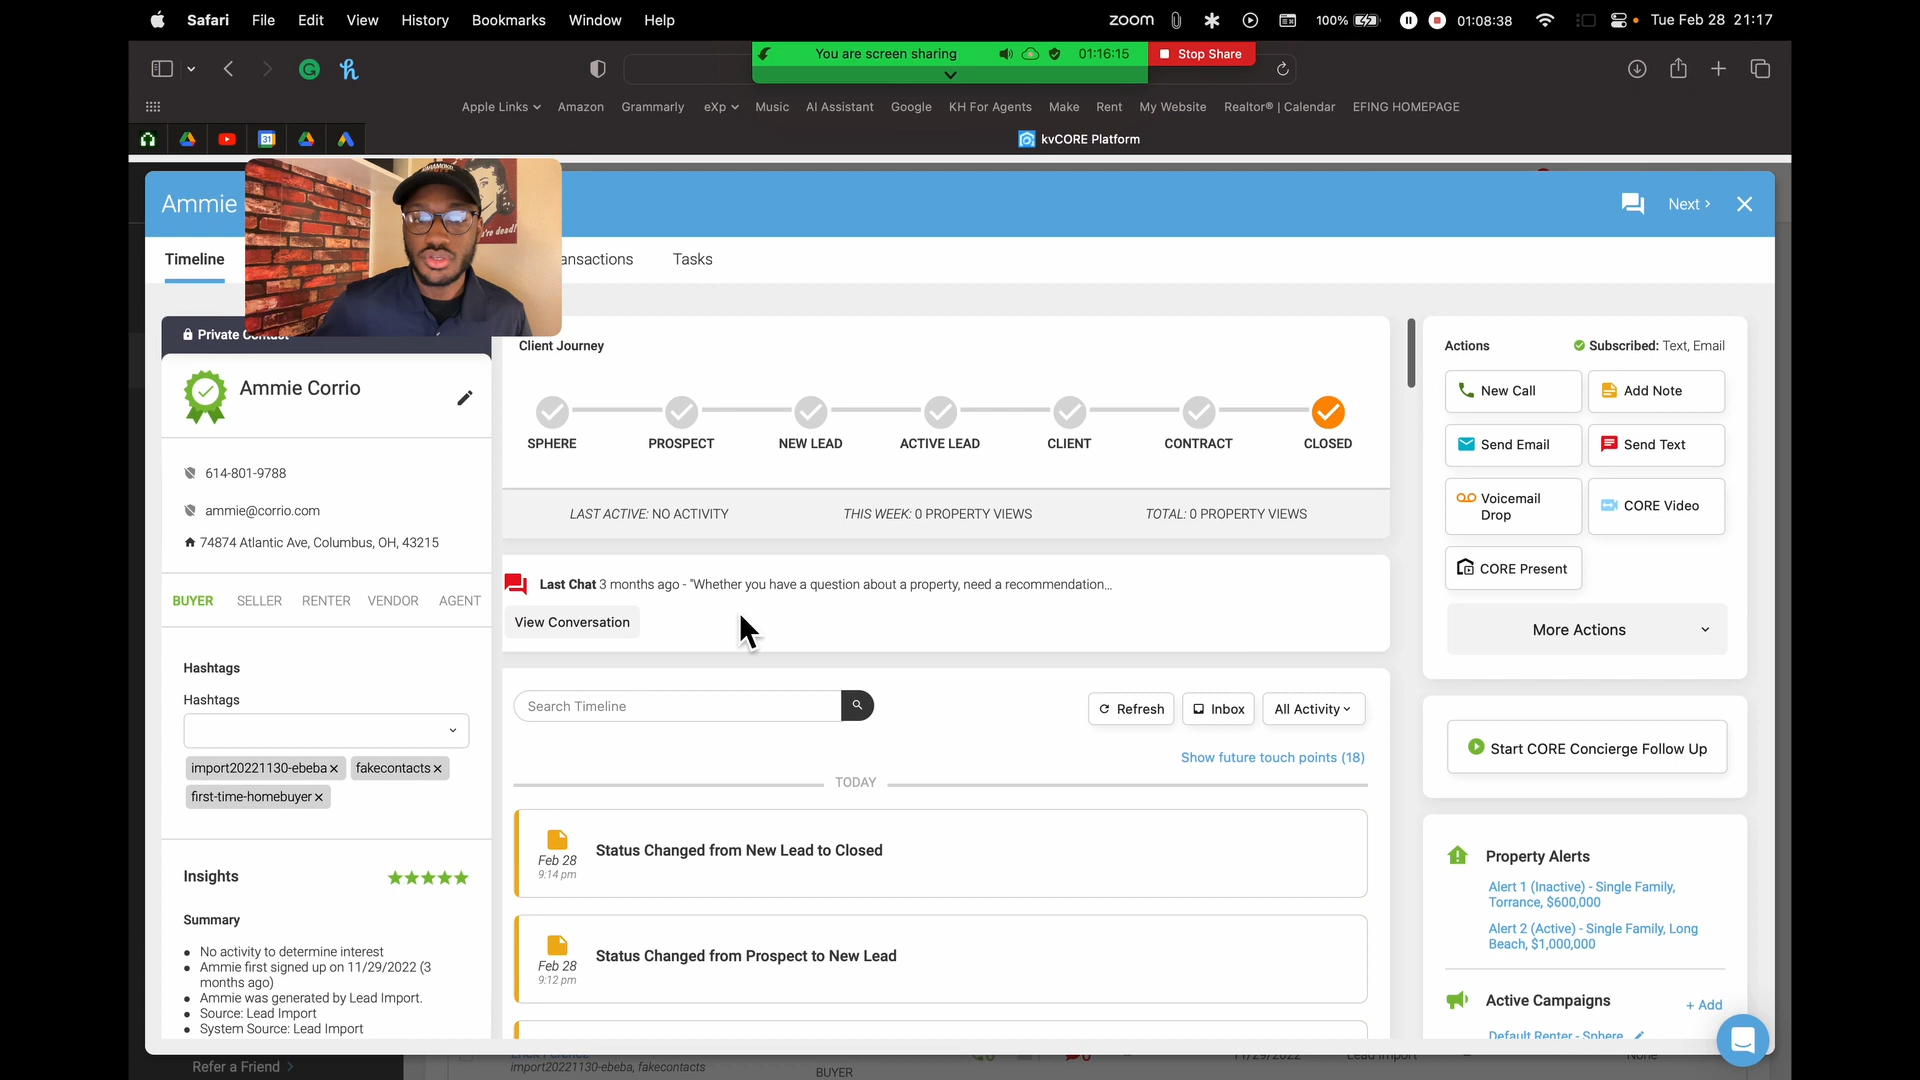 Safari File Edit View History Bookmarks Window Help
zoom 100% 01:08:38 Tue Feb 28 21:17
You are screen sharing 01:16:15 Stop Share
Apple Links Amazon Grammarly eXp Music AI Assistant Google KH For Agents Make Rent My Website Realtor® | Calendar EFING HOMEPAGE
kvCORE Platform
Ammie
Next
Timeline
ansactions Tasks
're dead!
Private Contact
Ammie Corrio
614-801-9788
ammie@corrio.com
74874 Atlantic Ave, Columbus, OH, 43215
BUYER SELLER RENTER VENDOR AGENT
Hashtags
Hashtags
import20221130-ebeba × fakecontacts ×
first-time-homebuyer ×
Insights
Summary
No activity to determine interest
Ammie first signed up on 11/29/2022 (3
months ago)
Ammie was generated by Lead Import.
Source: Lead Import
System Source: Lead Import
Client Journey
SPHERE PROSPECT NEW LEAD ACTIVE LEAD CLIENT CONTRACT CLOSED
LAST ACTIVE: NO ACTIVITY THIS WEEK: 0 PROPERTY VIEWS TOTAL: 0 PROPERTY VIEWS
Last Chat 3 months ago - "Whether you have a question about a property, need a recommendation...
View Conversation
Search Timeline
Refresh Inbox All Activity
Show future touch points (18)
TODAY
Status Changed from New Lead to Closed
Feb 28
9:14 pm
Status Changed from Prospect to New Lead
Feb 28
9:12 pm
Actions Subscribed: Text, Email
New Call Add Note
Send Email Send Text
Voicemail
Drop
CORE Video
CORE Present
More Actions
Start CORE Concierge Follow Up
Property Alerts
Alert 1 (Inactive) - Single Family,
Torrance, $600,000
Alert 2 (Active) - Single Family, Long
Beach, $1,000,000
Active Campaigns + Add
Default Renter - Sphere
Refer a Friend
11/29/2022 Lead Import None
import20221130-ebeba, fakecontacts
BUYER